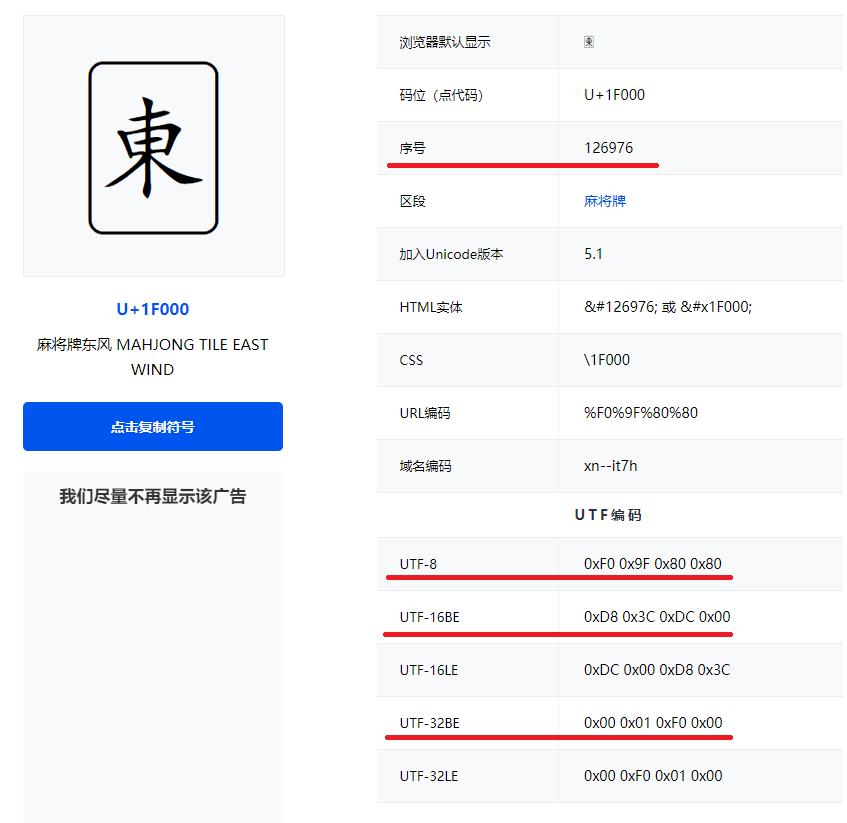 東
U+1F000
麻将牌东风 MAHJONG TILE EAST
WIND
点击复制符号
我们尽量不再显示该广告
浏览器默认显示 🀀
码位（点代码） U+1F000
序号 126976
区段 麻将牌
加入Unicode版本 5.1
HTML实体 &#126976; 或 &#x1F000;
CSS \1F000
URL编码 %F0%9F%80%80
域名编码 xn--it7h
UTF编码
UTF-8 0xF0 0x9F 0x80 0x80
UTF-16BE 0xD8 0x3C 0xDC 0x00
UTF-16LE 0xDC 0x00 0xD8 0x3C
UTF-32BE 0x00 0x01 0xF0 0x00
UTF-32LE 0x00 0xF0 0x01 0x00